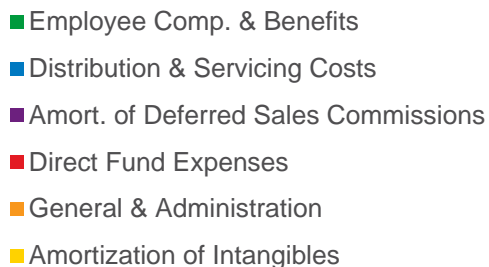 Employee Comp. & Benefits
Distribution & Servicing Costs
Amort. of Deferred Sales Commissions
Direct Fund Expenses
General & Administration
Amortization of Intangibles